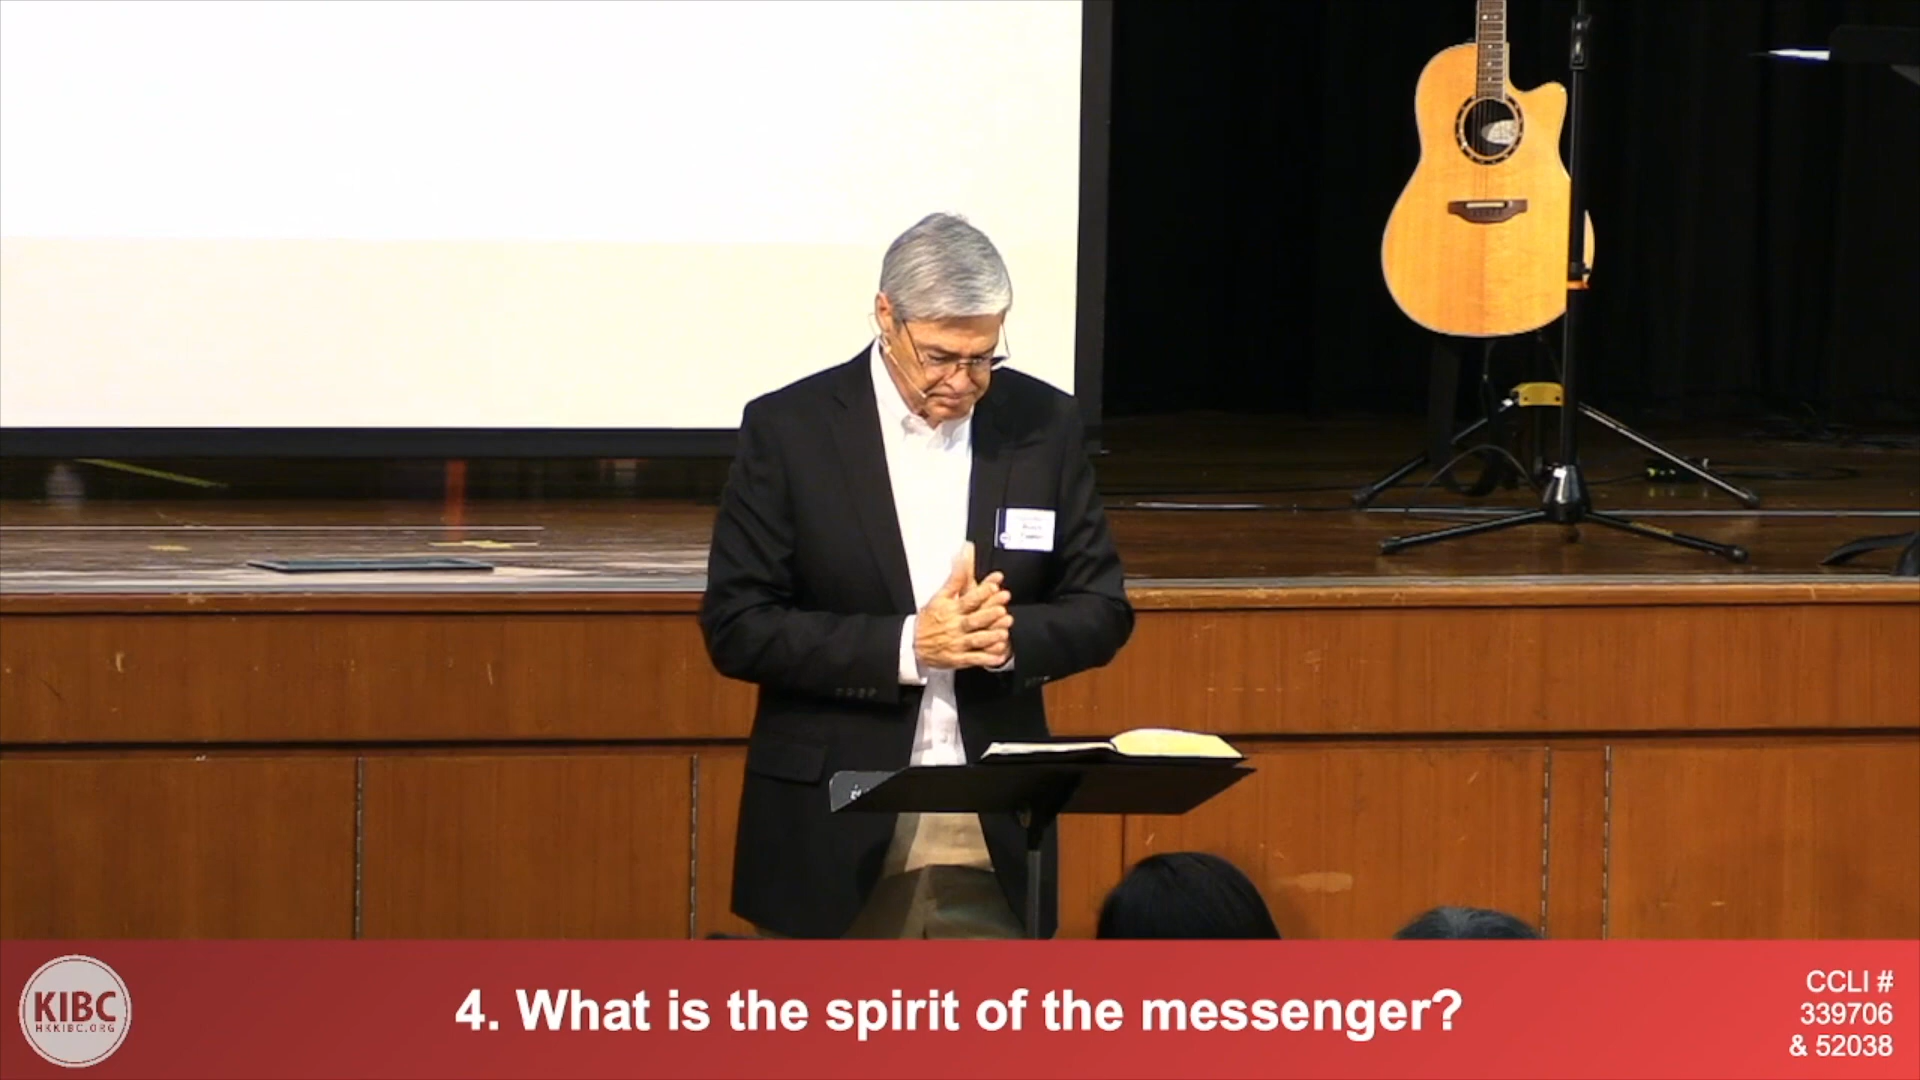 KIBC
HKKIBC.ORG
4. What is the spirit of the messenger?
CCLI #
339706
& 52038